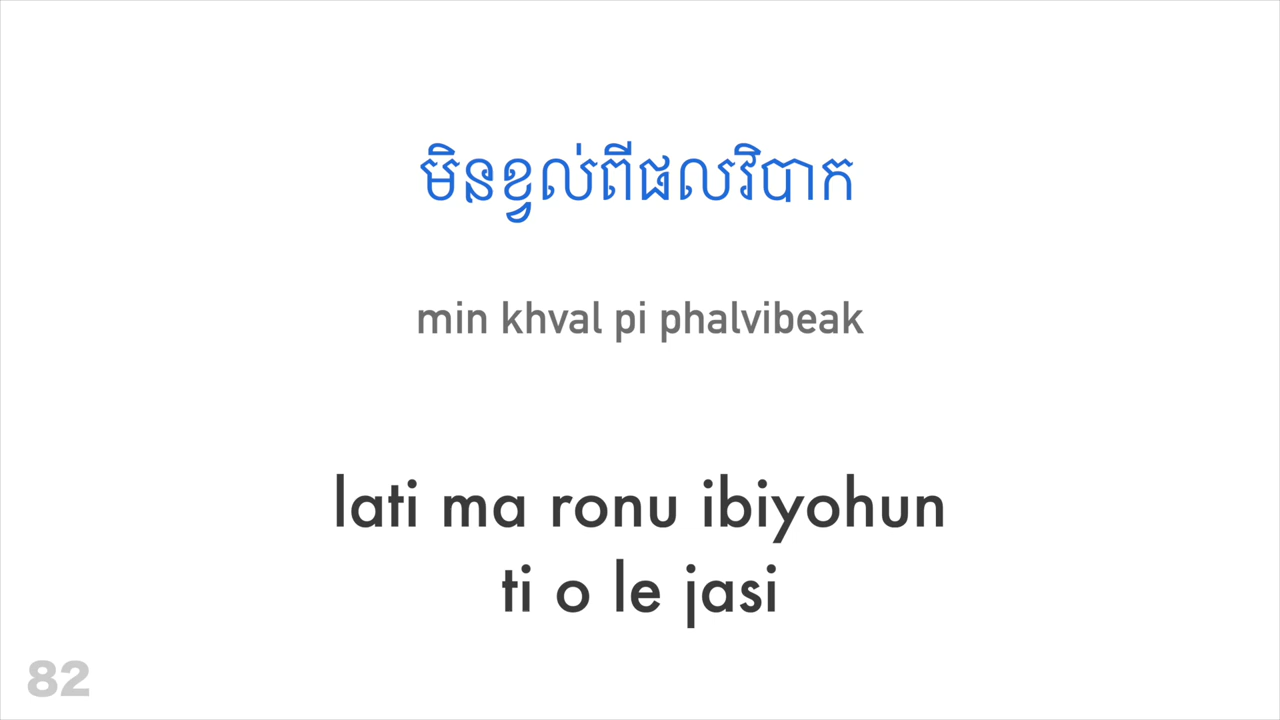 មិនខ្វល់ពីផលវិបាក
min khval pi phalvibeak
lati ma ronu ibiyohun
ti o le jasi
82